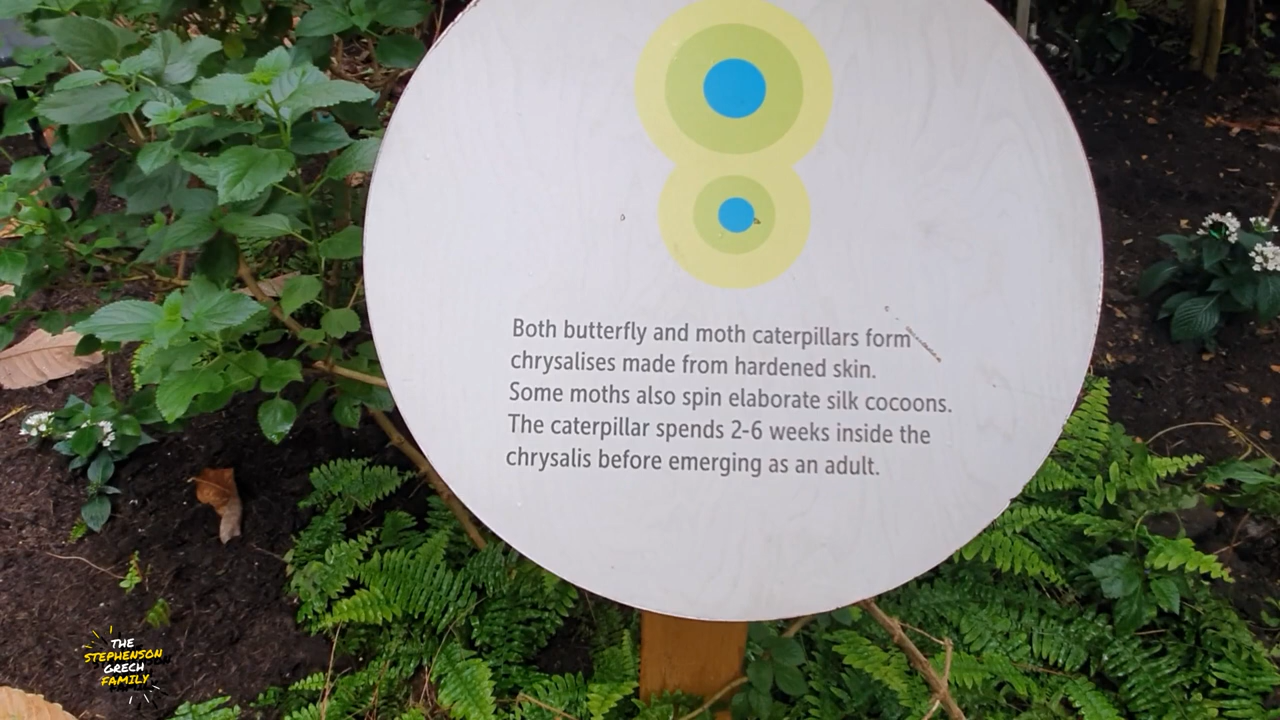 Both butterfly and moth caterpillars form
chrysalises made from hardened skin.
Some moths also spin elaborate silk cocoons.
The caterpillar spends 2-6 weeks inside the
chrysalis before emerging as an adult.
THE
STEPHENSON
GRECH
FAMILY